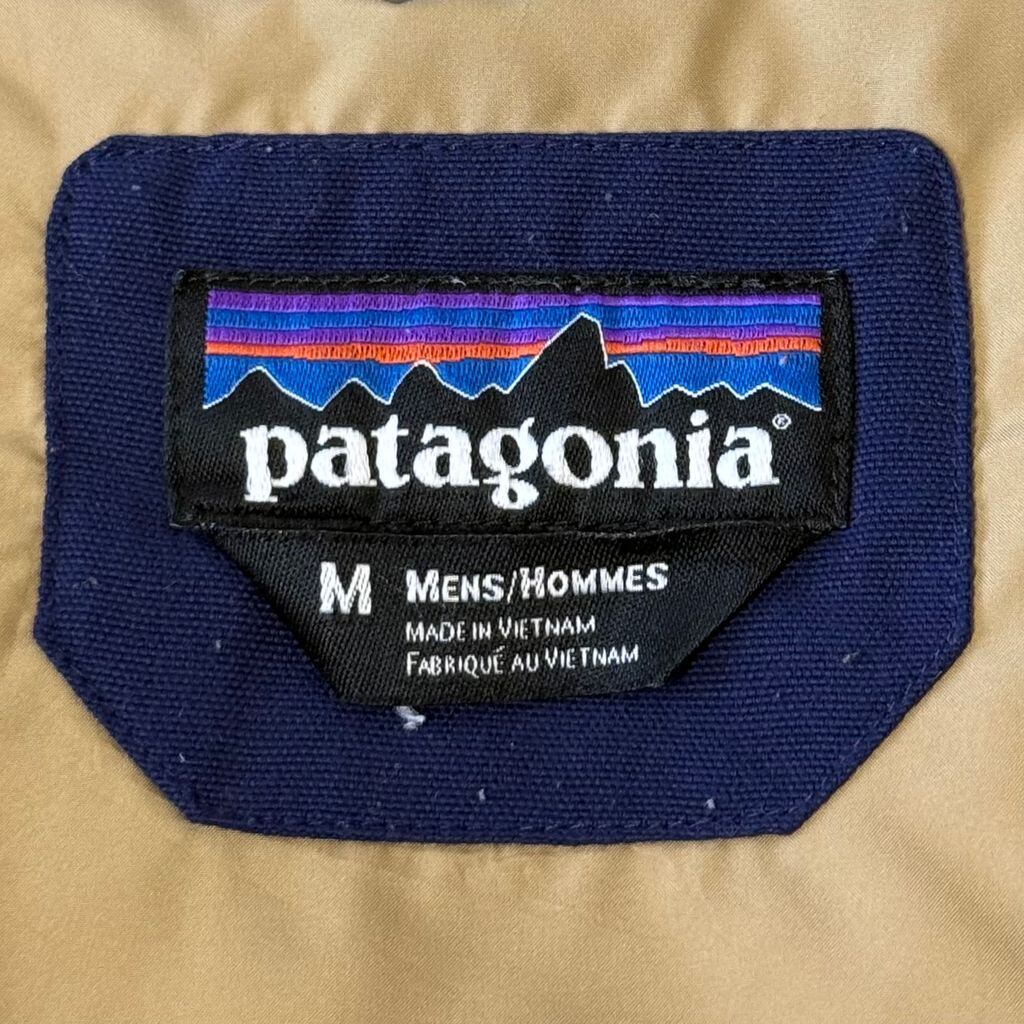 patagonia®
M MENS/HOMMES
MADE IN VIETNAM
FABRIQUÉ AU VIETNAM